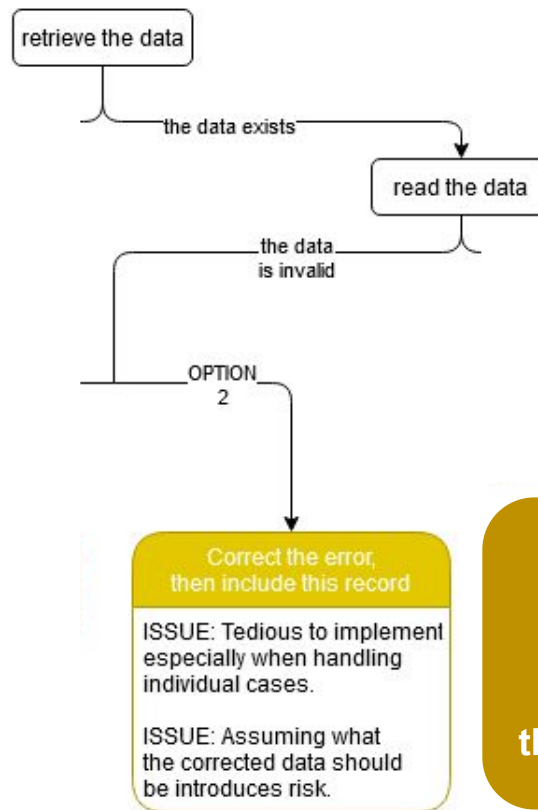 retrieve the data
the data exists
read the data
the data
is invalid
OPTION
2
Correct the error,
then include this record
ISSUE: Tedious to implement
especially when handling
individual cases.
ISSUE: Assuming what
the corrected data should
be introduces risk.